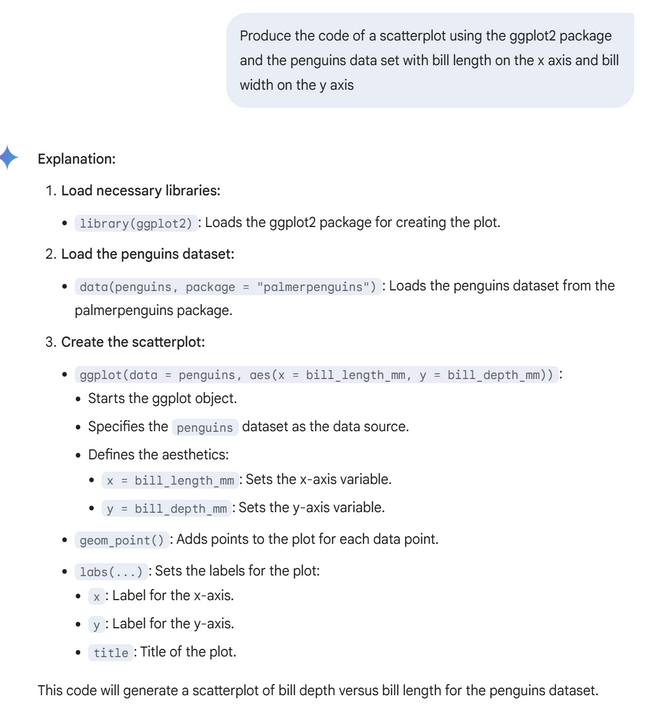 Produce the code of a scatterplot using the ggplot2 package
and the penguins data set with bill length on the x axis and bill
width on the y axis
Explanation:
1. Load necessary libraries:
• library(ggplot2) : Loads the ggplot2 package for creating the plot.
2. Load the penguins dataset:
• data(penguins, package = "palmerpenguins") : Loads the penguins dataset from the
palmerpenguins package.
3. Create the scatterplot:
• ggplot(data = penguins, aes(x = bill_length_mm, y = bill_depth_mm)) :
• Starts the ggplot object.
• Specifies the penguins dataset as the data source.
• Defines the aesthetics:
• x = bill_length_mm : Sets the x-axis variable.
• y = bill_depth_mm : Sets the y-axis variable.
• geom_point() : Adds points to the plot for each data point.
• labs(...) : Sets the labels for the plot:
• x : Label for the x-axis.
• y : Label for the y-axis.
• title : Title of the plot.
This code will generate a scatterplot of bill depth versus bill length for the penguins dataset.